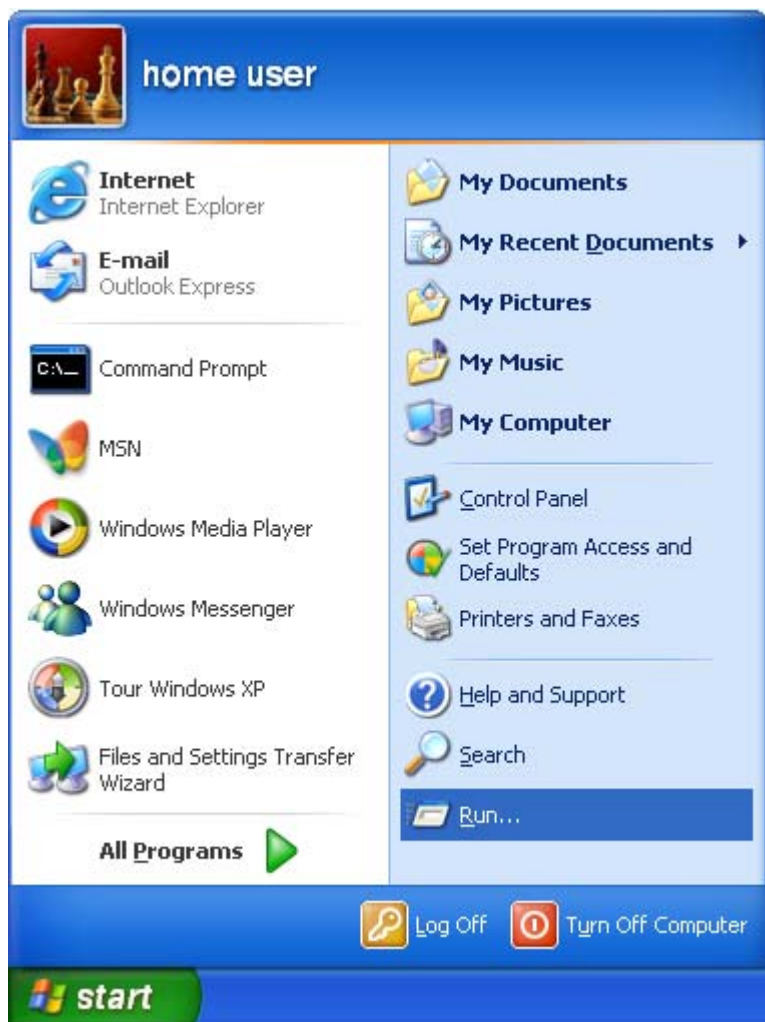 home user
Internet
Internet Explorer
E-mail
Outlook Express
C:\_
Command Prompt
MSN
Windows Media Player
Windows Messenger
Tour Windows XP
Files and Settings Transfer
Wizard
All Programs
My Documents
My Recent Documents
My Pictures
My Music
My Computer
Control Panel
Set Program Access and
Defaults
Printers and Faxes
Help and Support
Search
Run...
Log Off
Turn Off Computer
start